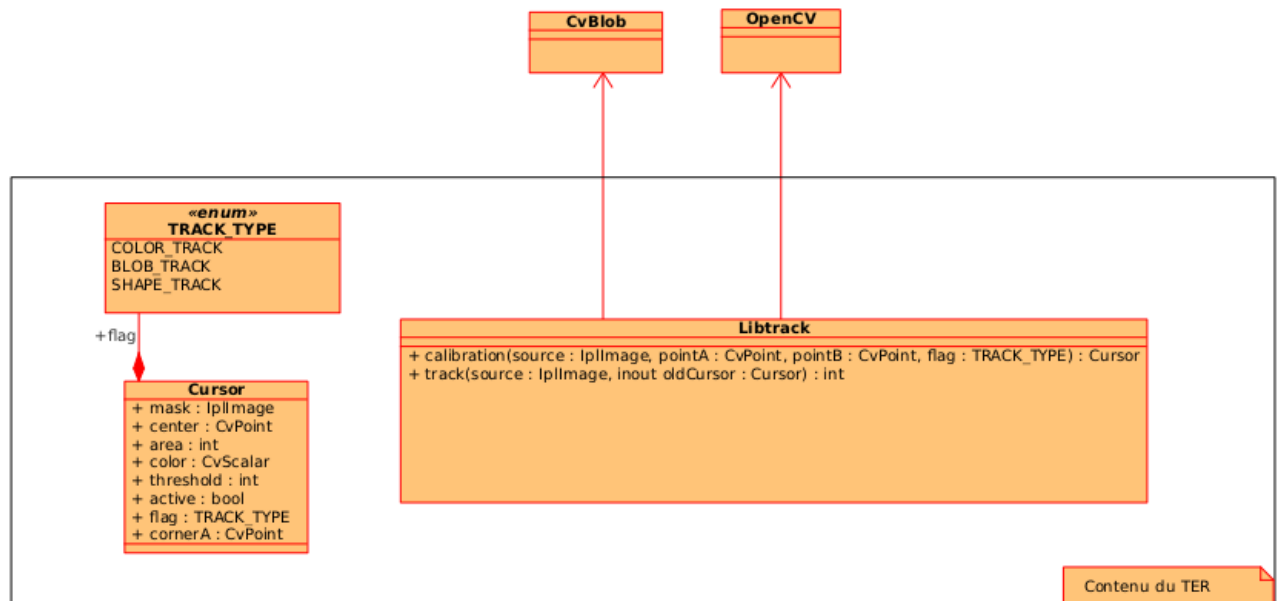 CvBlob
OpenCV
«enum»
TRACK_TYPE
COLOR_TRACK
BLOB_TRACK
SHAPE_TRACK
+flag
Cursor
+ mask : IplImage
+ center : CvPoint
+ area : int
+ color : CvScalar
+ threshold : int
+ active : bool
+ flag : TRACK_TYPE
+ cornerA : CvPoint
Libtrack
+ calibration(source : IplImage, pointA : CvPoint, pointB : CvPoint, flag : TRACK_TYPE) : Cursor
+ track(source : IplImage, inout oldCursor : Cursor) : int
Contenu du TER